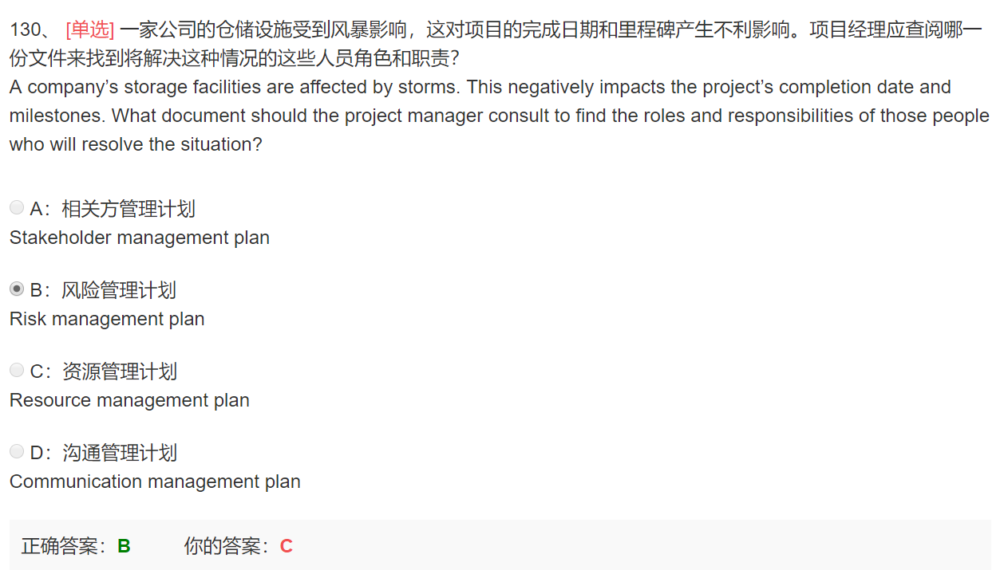 130、 [单选] 一家公司的仓储设施受到风暴影响，这对项目的完成日期和里程碑产生不利影响。项目经理应查阅哪一
份文件来找到将解决这种情况的这些人员角色和职责？
A company’s storage facilities are affected by storms. This negatively impacts the project’s completion date and
milestones. What document should the project manager consult to find the roles and responsibilities of those people
who will resolve the situation?
A：相关方管理计划
Stakeholder management plan
B：风险管理计划
Risk management plan
C：资源管理计划
Resource management plan
D：沟通管理计划
Communication management plan
正确答案：B 你的答案：C